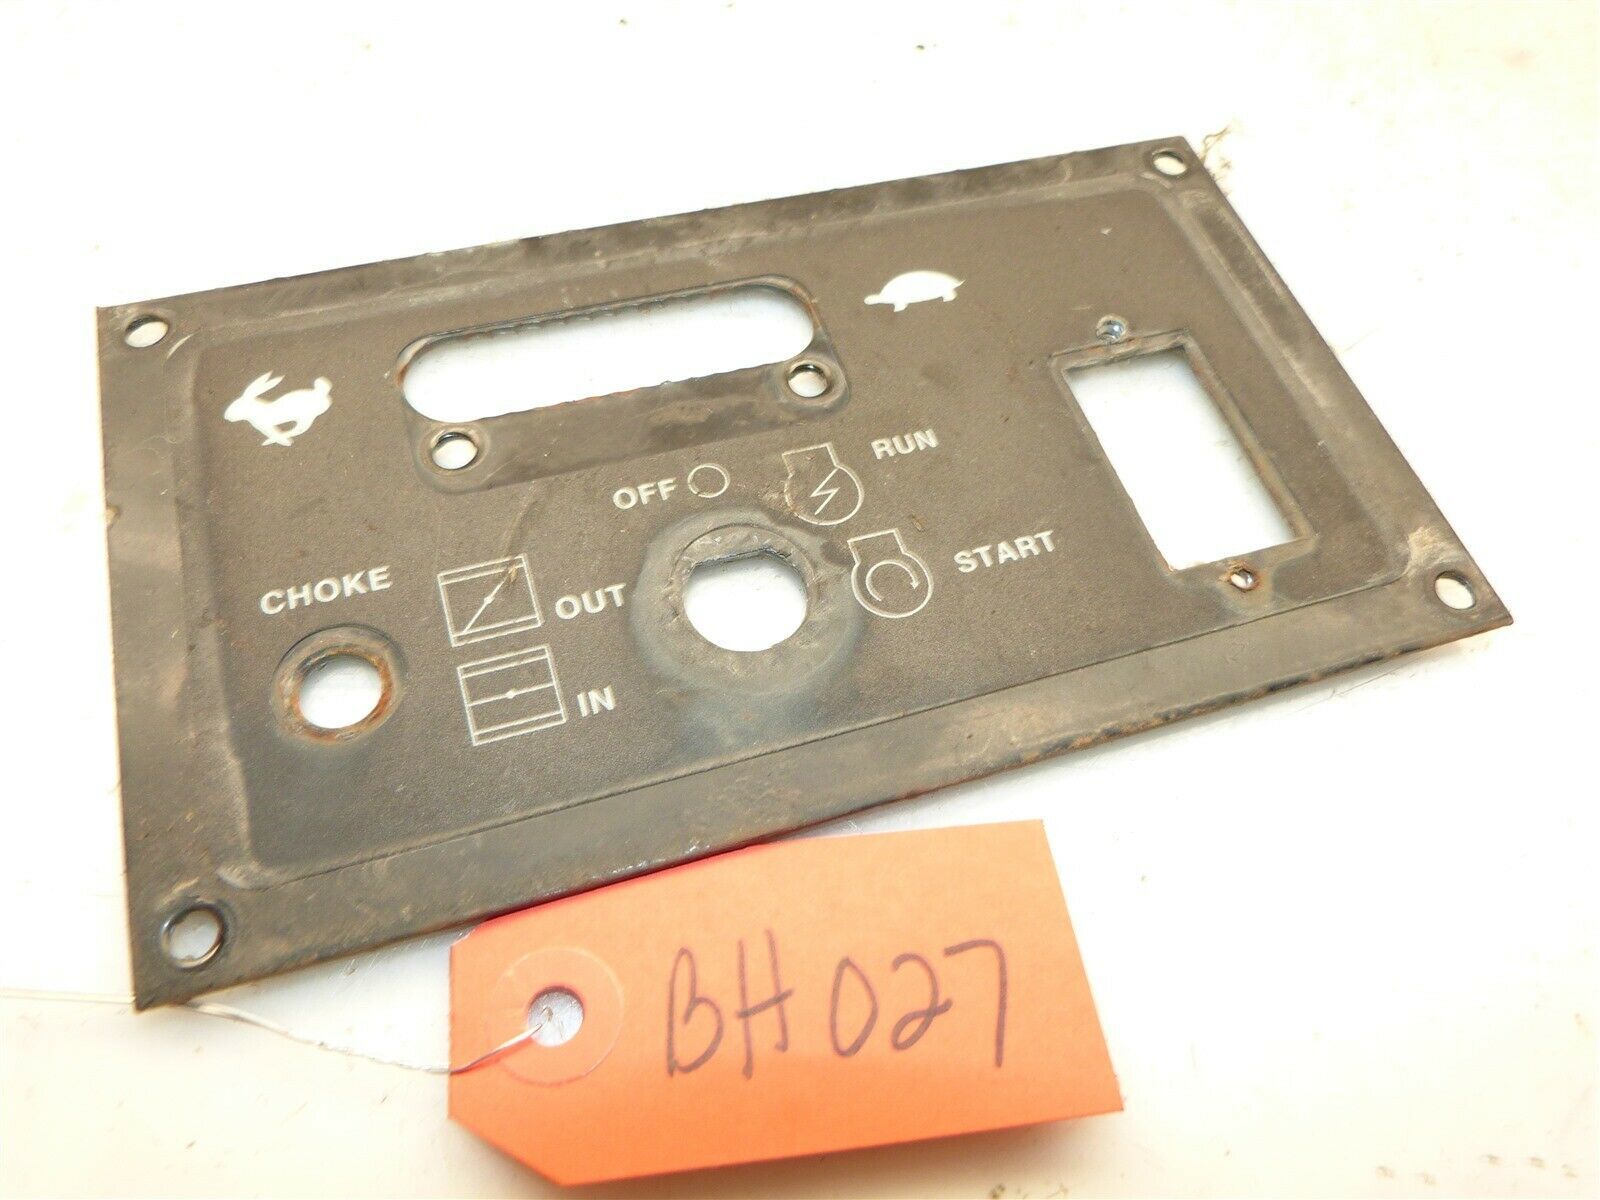 OFF RUN
START
CHOKE
OUT
IN
BH027